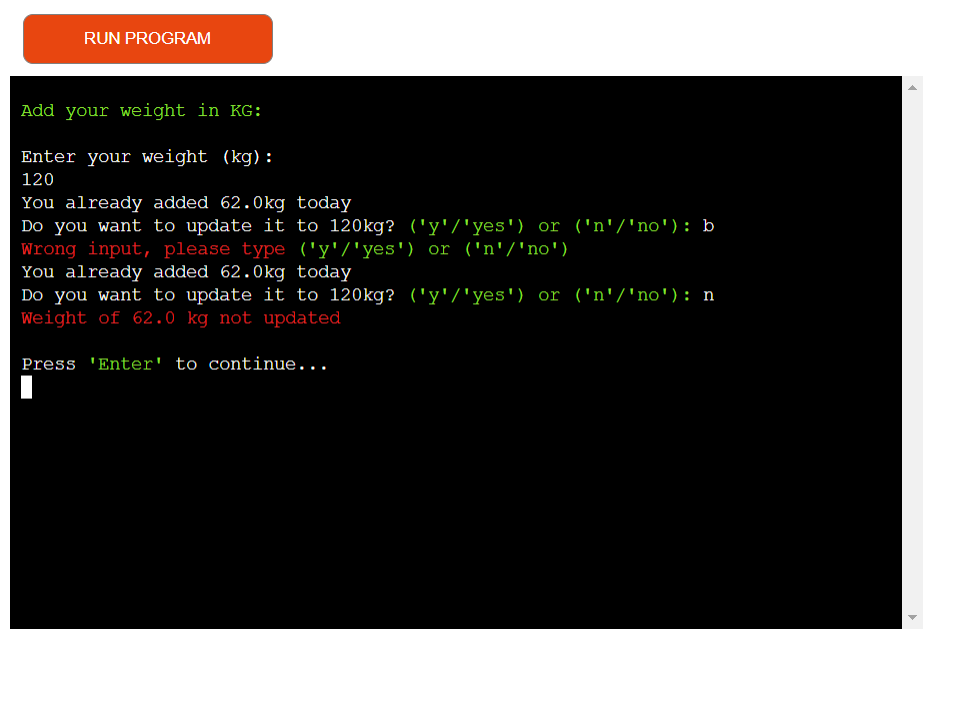 RUN PROGRAM
Add your weight in KG:
Enter your weight (kg):
120
You already added 62.0kg today
Do you want to update it to 120kg? ('y'/'yes') or ('n'/'no'): b
Wrong input, please type ('y'/'yes') or ('n'/'no')
You already added 62.0kg today
Do you want to update it to 120kg? ('y'/'yes') or ('n'/'no'): n
Weight of 62.0 kg not updated
Press 'Enter' to continue...